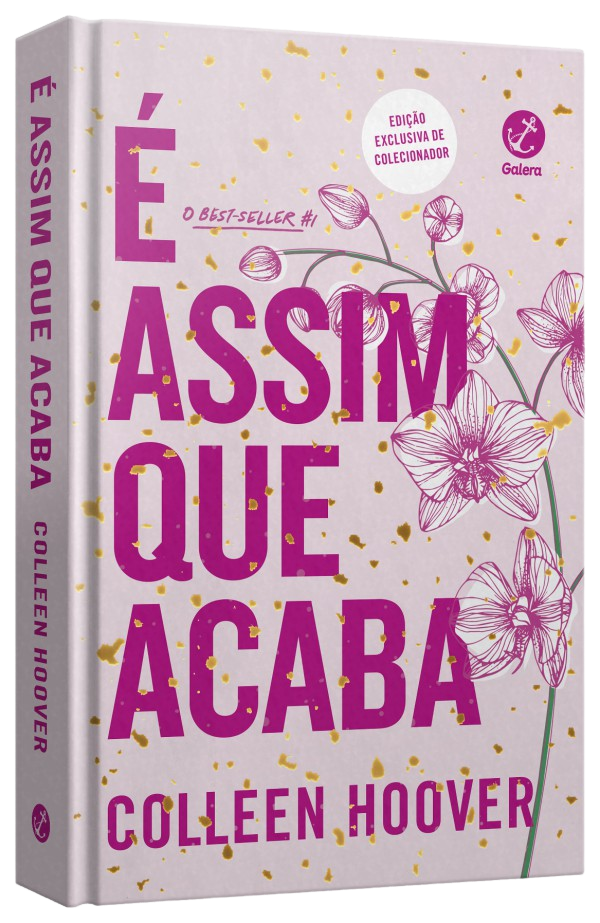 É ASSIM QUE ACABA COLLEEN HOOVER
EDIÇÃO
EXCLUSIVA DE
COLECIONADOR
Galera
É
O BEST-SELLER #1
ASSIM
QUE
ACABA
COLLEEN HOOVER